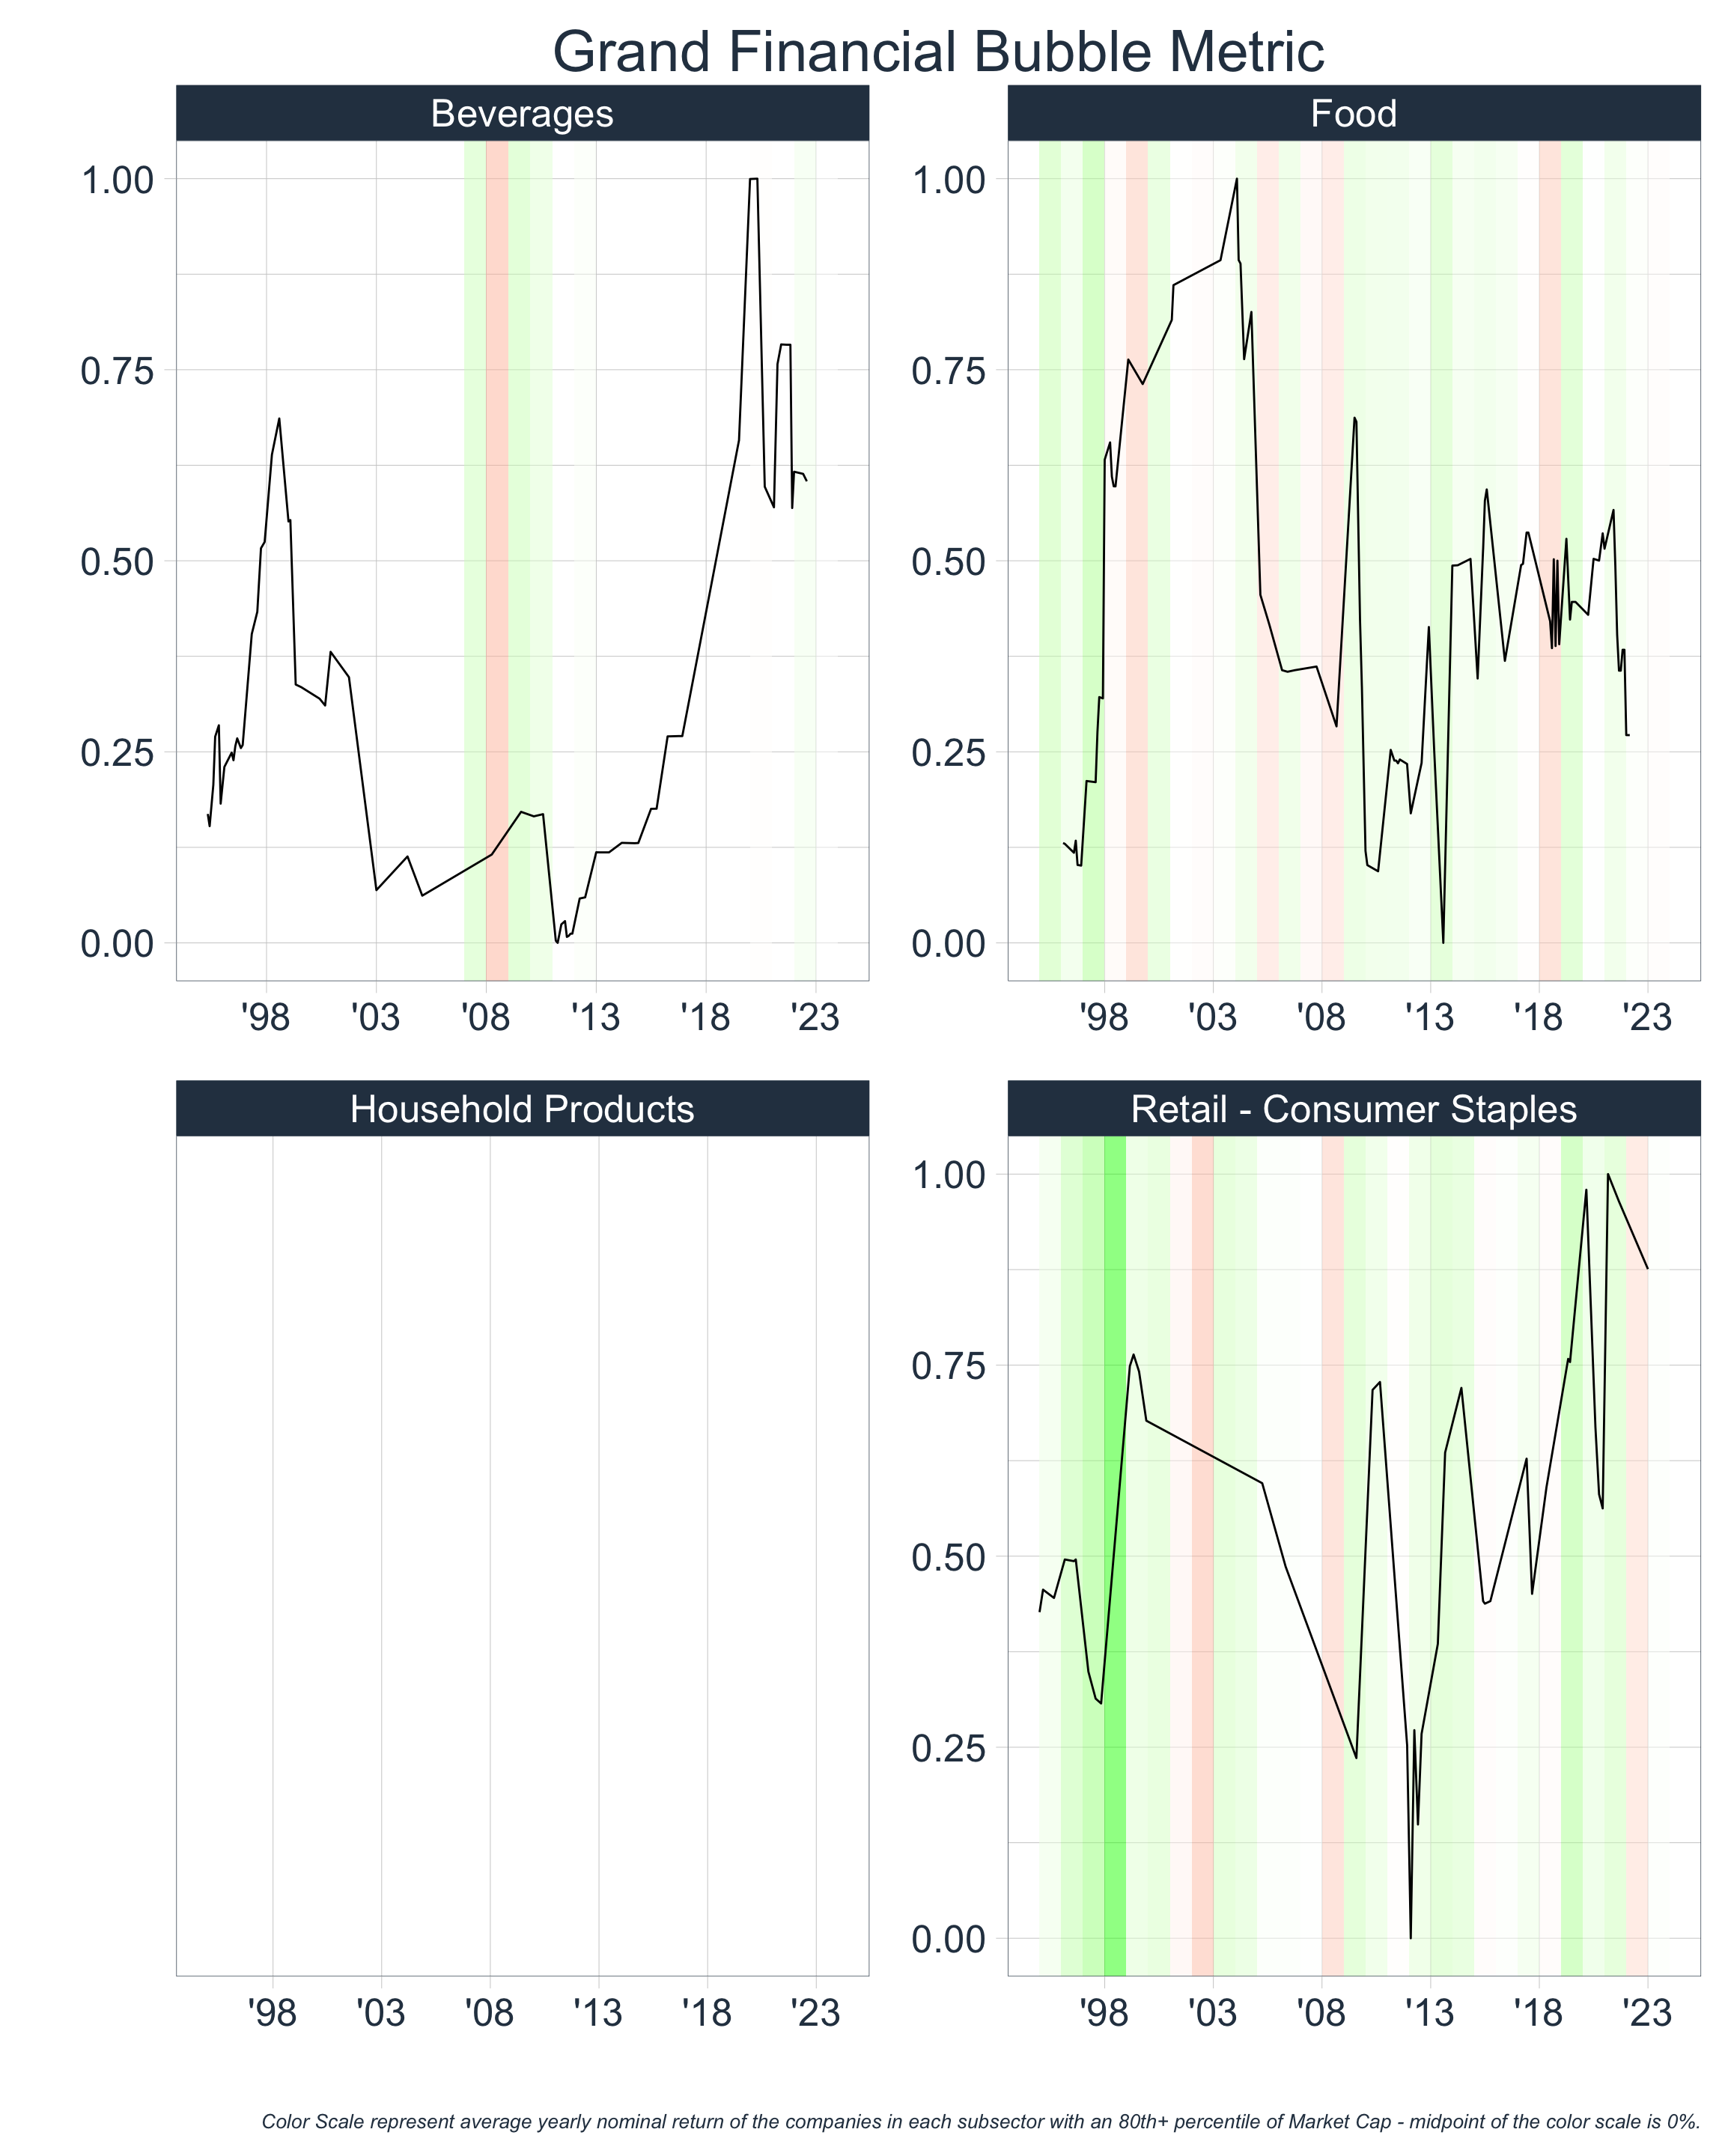 Grand Financial Bubble Metric
Beverages
Food
1.00
0.75
0.50
0.25
0.00
'98 '03 '08 '13 '18 '23
1.00
0.75
0.50
0.25
0.00
'98 '03 '08 '13 '18 '23
Household Products
Retail - Consumer Staples
'98 '03 '08 '13 '18 '23
1.00
0.75
0.50
0.25
0.00
'98 '03 '08 '13 '18 '23
Color Scale represent average yearly nominal return of the companies in each subsector with an 80th+ percentile of Market Cap - midpoint of the color scale is 0%.